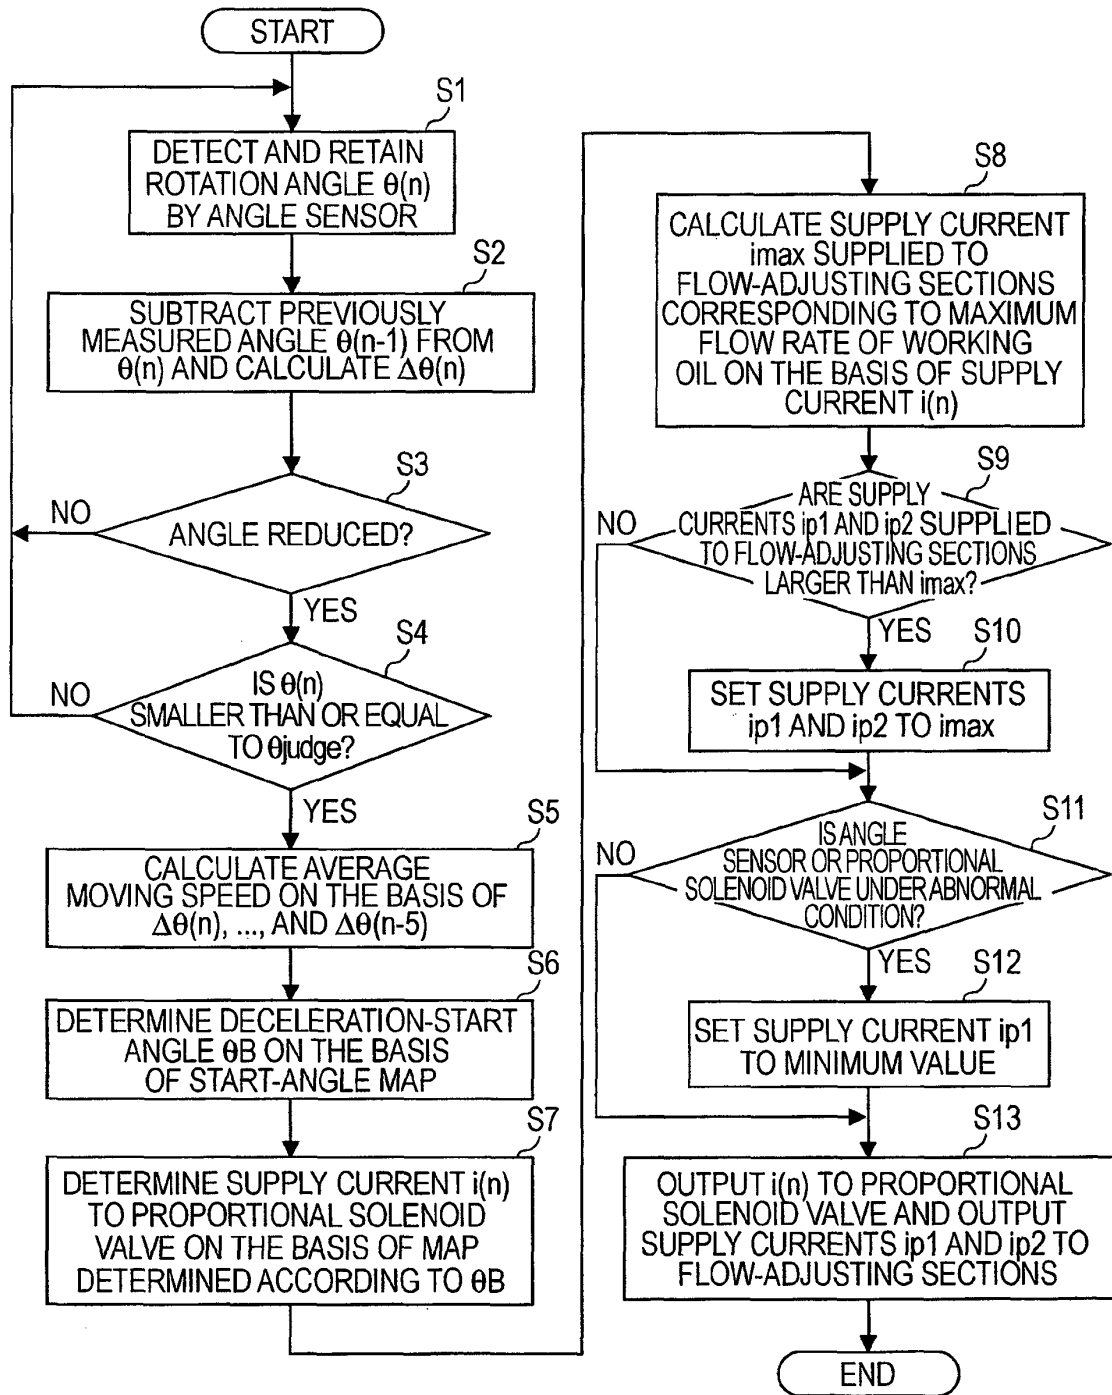 START
S1
DETECT AND RETAIN
ROTATION ANGLE θ(n)
BY ANGLE SENSOR
S2
SUBTRACT PREVIOUSLY
MEASURED ANGLE θ(n-1) FROM
θ(n) AND CALCULATE Δθ(n)
S3
NO
ANGLE REDUCED?
YES
S4
NO
IS θ(n)
SMALLER THAN OR EQUAL
TO θjudge?
YES
S5
CALCULATE AVERAGE
MOVING SPEED ON THE BASIS OF
Δθ(n), ..., AND Δθ(n-5)
S6
DETERMINE DECELERATION-START
ANGLE θB ON THE BASIS
OF START-ANGLE MAP
S7
DETERMINE SUPPLY CURRENT i(n)
TO PROPORTIONAL SOLENOID
VALVE ON THE BASIS OF MAP
DETERMINED ACCORDING TO θB
S8
CALCULATE SUPPLY CURRENT
imax SUPPLIED TO
FLOW-ADJUSTING SECTIONS
CORRESPONDING TO MAXIMUM
FLOW RATE OF WORKING
OIL ON THE BASIS OF SUPPLY
CURRENT i(n)
S9
NO
ARE SUPPLY
CURRENTS ip1 AND ip2 SUPPLIED
TO FLOW-ADJUSTING SECTIONS
LARGER THAN imax?
YES
S10
SET SUPPLY CURRENTS
ip1 AND ip2 TO imax
S11
NO
IS ANGLE
SENSOR OR PROPORTIONAL
SOLENOID VALVE UNDER ABNORMAL
CONDITION?
YES
S12
SET SUPPLY CURRENT ip1
TO MINIMUM VALUE
S13
OUTPUT i(n) TO PROPORTIONAL
SOLENOID VALVE AND OUTPUT
SUPPLY CURRENTS ip1 AND ip2 TO
FLOW-ADJUSTING SECTIONS
END